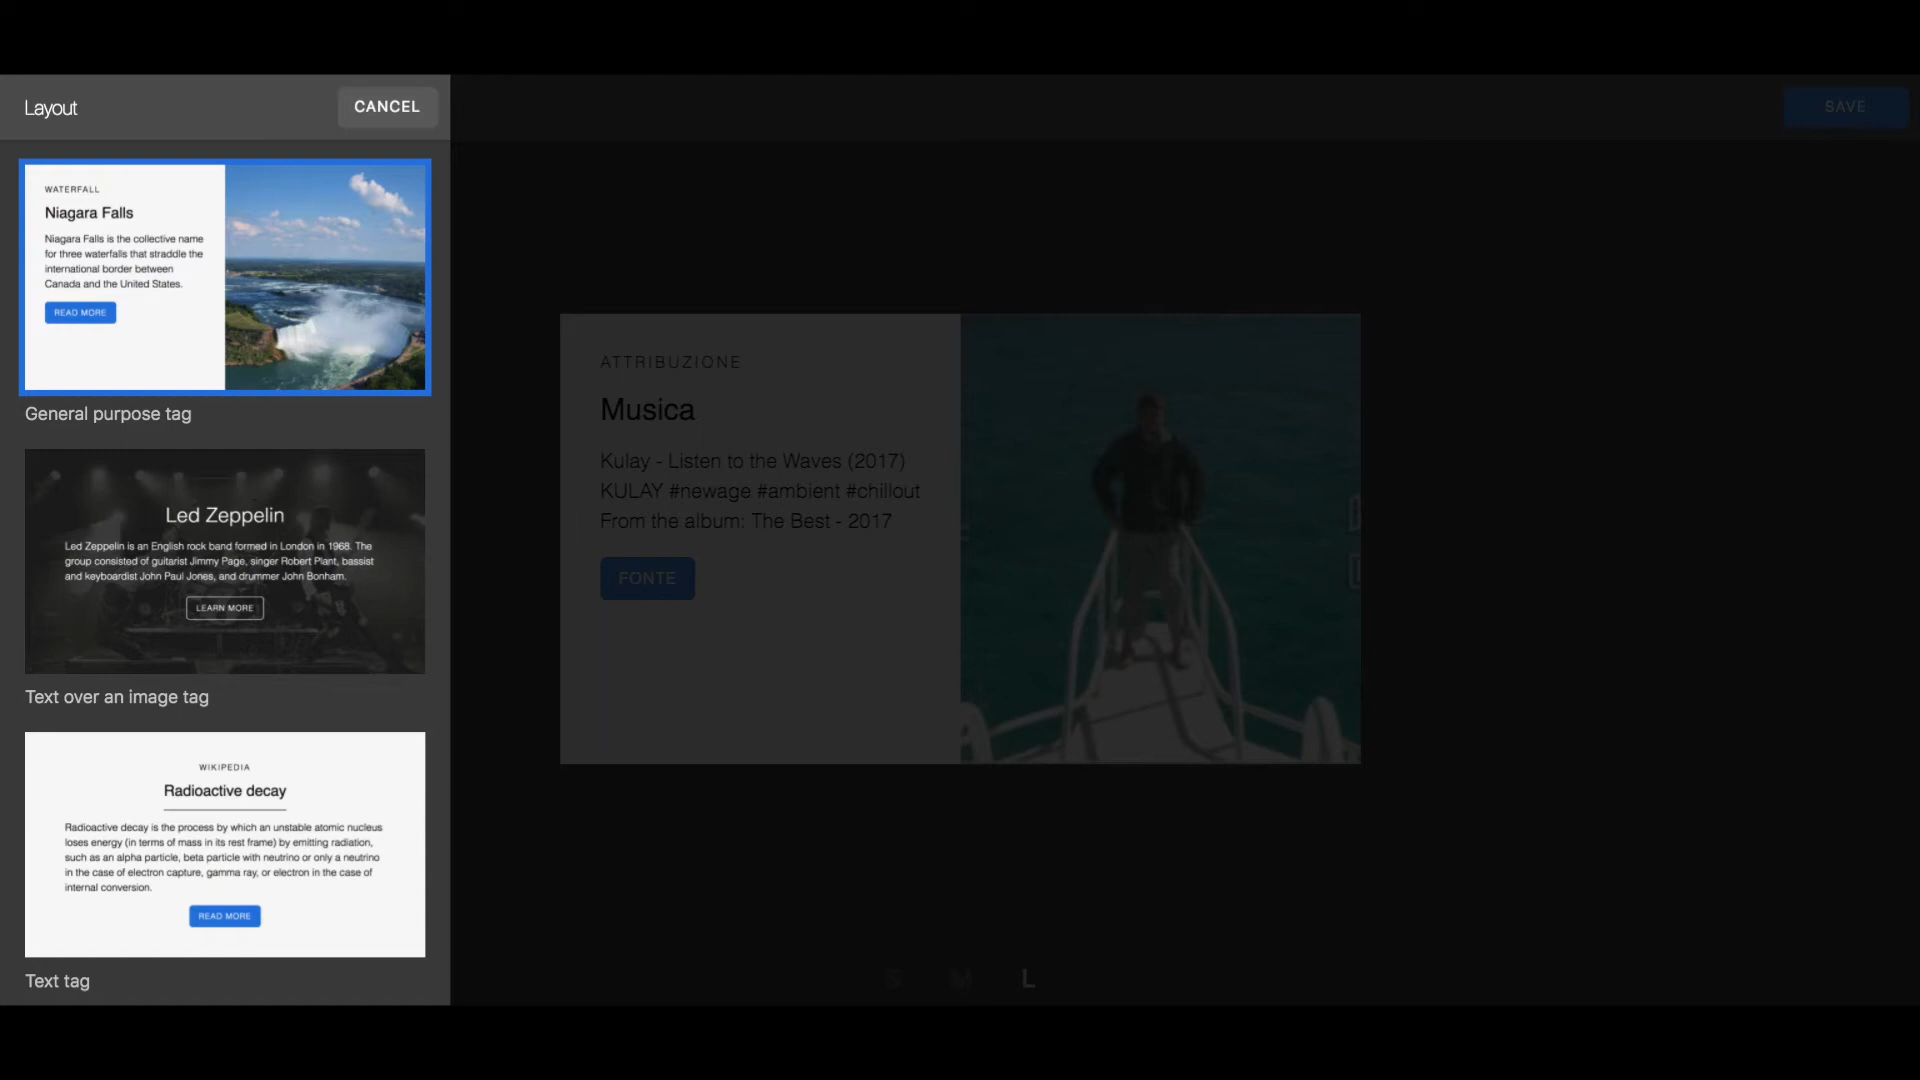 Layout
CANCEL
SAVE
WATERFALL
Niagara Falls
Niagara Falls is the collective name
for three waterfalls that straddle the
international border between
Canada and the United States.
READ MORE
General purpose tag
Led Zeppelin
Led Zeppelin is an English rock band formed in London in 1968. The
group consisted of guitarist Jimmy Page, singer Robert Plant, bassist
and keyboardist John Paul Jones, and drummer John Bonham.
LEARN MORE
Text over an image tag
WIKIPEDIA
Radioactive decay
Radioactive decay is the process by which an unstable atomic nucleus
loses energy (in terms of mass in its rest frame) by emitting radiation,
such as an alpha particle, beta particle with neutrino or only a neutrino
in the case of electron capture, gamma ray, or electron in the case of
internal conversion.
READ MORE
Text tag
ATTRIBUZIONE
Musica
Kulay - Listen to the Waves (2017)
KULAY #newage #ambient #chillout
From the album: The Best - 2017
FONTE
S M L